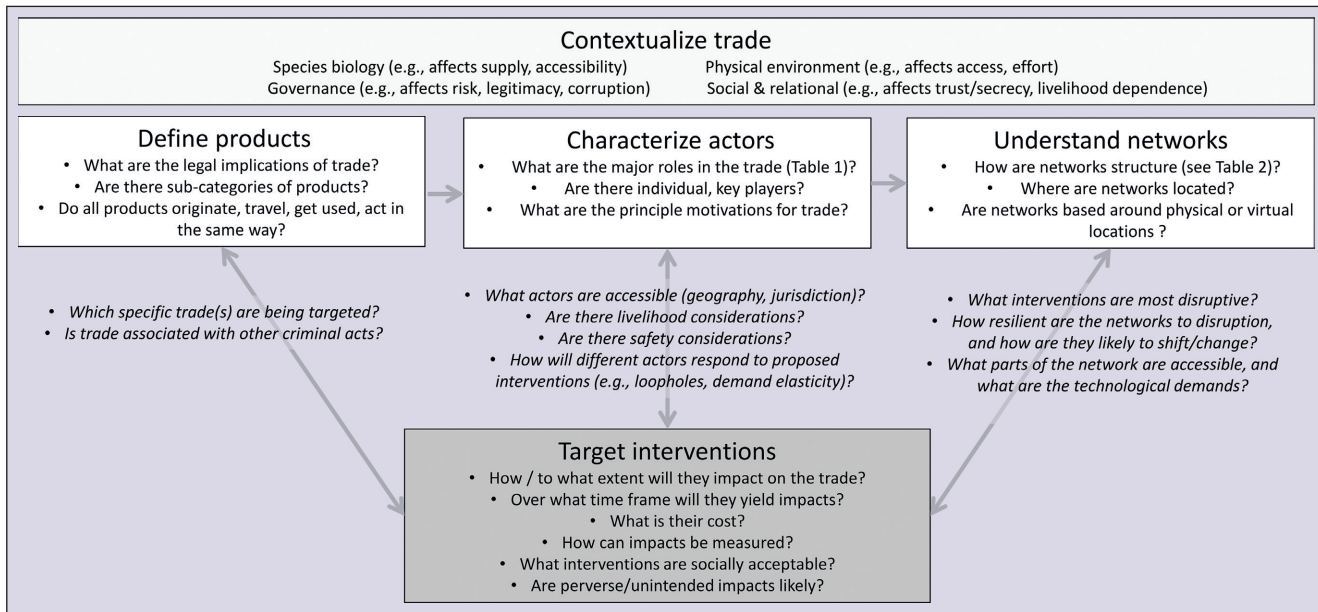 Contextualize trade
Species biology (e.g., affects supply, accessibility)
Physical environment (e.g., affects access, effort)
Governance (e.g., affects risk, legitimacy, corruption)
Social & relational (e.g., affects trust/secrecy, livelihood dependence)
Define products
• What are the legal implications of trade?
• Are there sub-categories of products?
• Do all products originate, travel, get used, act in
the same way?
Characterize actors
• What are the major roles in the trade (Table 1)?
• Are there individual, key players?
• What are the principle motivations for trade?
Understand networks
• How are networks structure (see Table 2)?
• Where are networks located?
• Are networks based around physical or virtual
locations ?
• Which specific trade(s) are being targeted?
• Is trade associated with other criminal acts?
• What actors are accessible (geography, jurisdiction)?
• Are there livelihood considerations?
• Are there safety considerations?
• How will different actors respond to proposed
interventions (e.g., loopholes, demand elasticity)?
• What interventions are most disruptive?
• How resilient are the networks to disruption,
and how are they likely to shift/change?
• What parts of the network are accessible, and
what are the technological demands?
Target interventions
• How / to what extent will they impact on the trade?
• Over what time frame will they yield impacts?
• What is their cost?
• How can impacts be measured?
• What interventions are socially acceptable?
• Are perverse/unintended impacts likely?